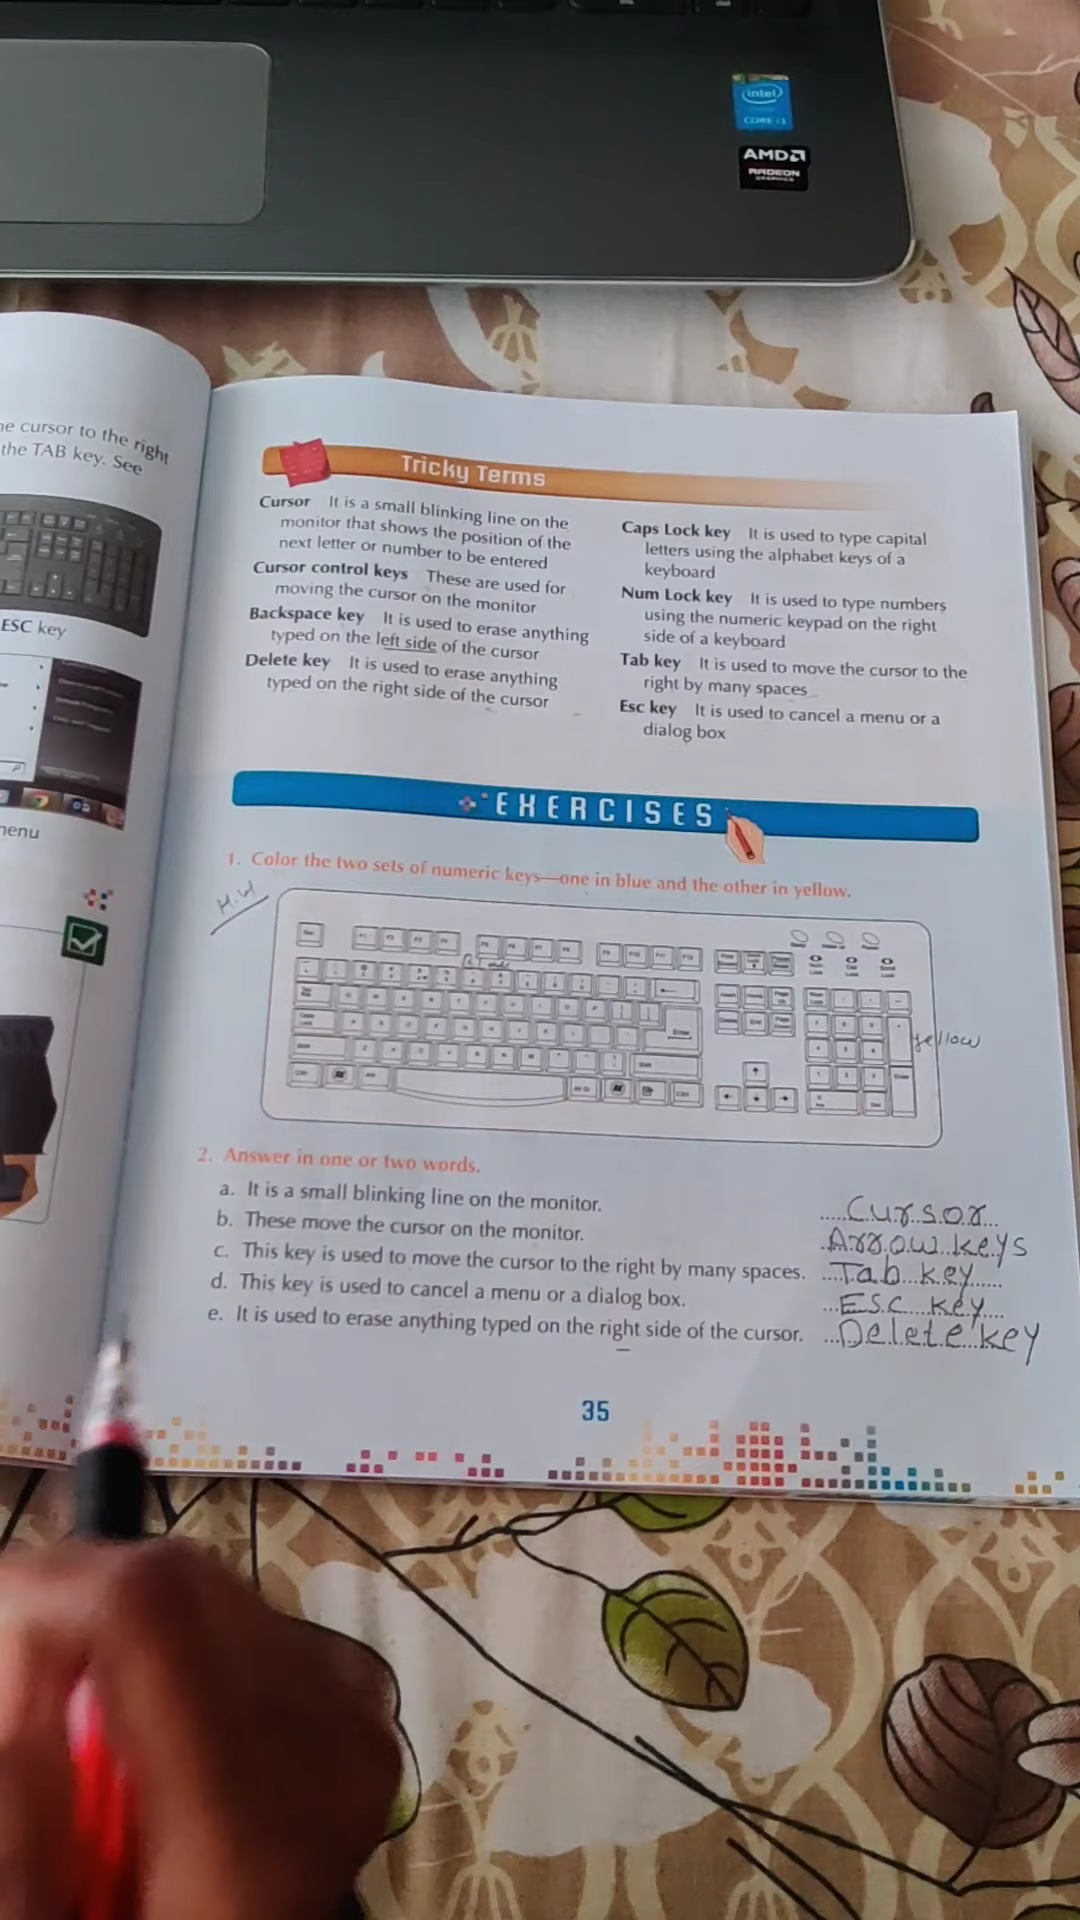 intel
CORE i3
AMD
RADEON
GRAPHICS
he cursor to the right
the TAB key. See
ESC key
menu
Tricky Terms
Cursor It is a small blinking line on the
monitor that shows the position of the
next letter or number to be entered
Cursor control keys These are used for
moving the cursor on the monitor
Backspace key It is used to erase anything
typed on the left side of the cursor
Delete key It is used to erase anything
typed on the right side of the cursor
Caps Lock key It is used to type capital
letters using the alphabet keys of a
keyboard
Num Lock key It is used to type numbers
using the numeric keypad on the right
side of a keyboard
Tab key It is used to move the cursor to the
right by many spaces
Esc key It is used to cancel a menu or a
dialog box
EXERCISES
1. Color the two sets of numeric keys—one in blue and the other in yellow.
H.W
yellow
Enter
2. Answer in one or two words.
a. It is a small blinking line on the monitor. Cursor
b. These move the cursor on the monitor. Arrow keys
c. This key is used to move the cursor to the right by many spaces. Tab key
d. This key is used to cancel a menu or a dialog box. Esc key
e. It is used to erase anything typed on the right side of the cursor. Delete key
35